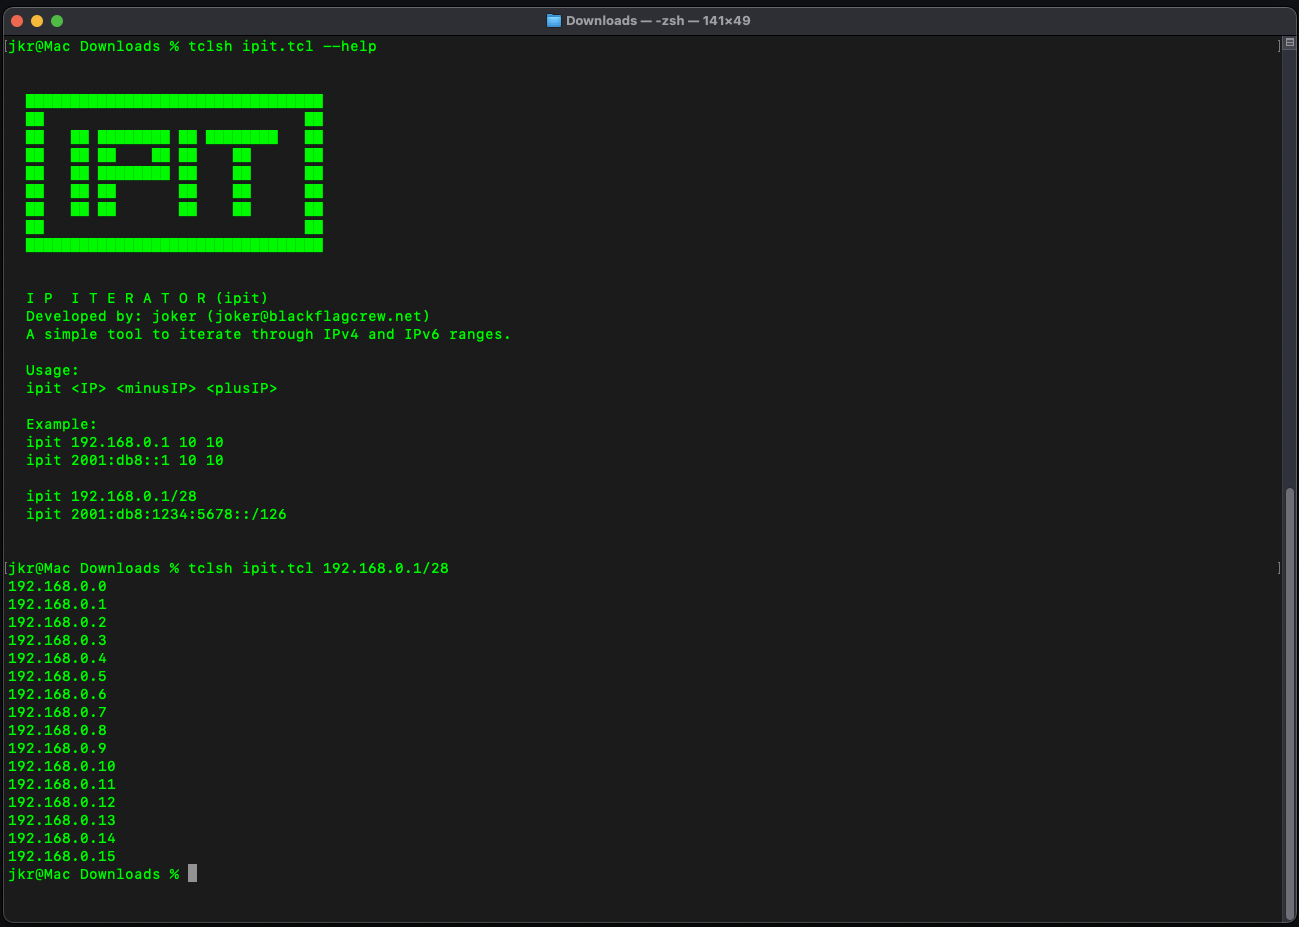 Downloads — -zsh — 141×49
[jkr@Mac Downloads % tclsh ipit.tcl --help ]
IPIT
I P  I T E R A T O R (ipit)
Developed by: joker (joker@blackflagcrew.net)
A simple tool to iterate through IPv4 and IPv6 ranges.
Usage:
ipit <IP> <minusIP> <plusIP>
Example:
ipit 192.168.0.1 10 10
ipit 2001:db8::1 10 10
ipit 192.168.0.1/28
ipit 2001:db8:1234:5678::/126
[jkr@Mac Downloads % tclsh ipit.tcl 192.168.0.1/28 ]
192.168.0.0
192.168.0.1
192.168.0.2
192.168.0.3
192.168.0.4
192.168.0.5
192.168.0.6
192.168.0.7
192.168.0.8
192.168.0.9
192.168.0.10
192.168.0.11
192.168.0.12
192.168.0.13
192.168.0.14
192.168.0.15
jkr@Mac Downloads %